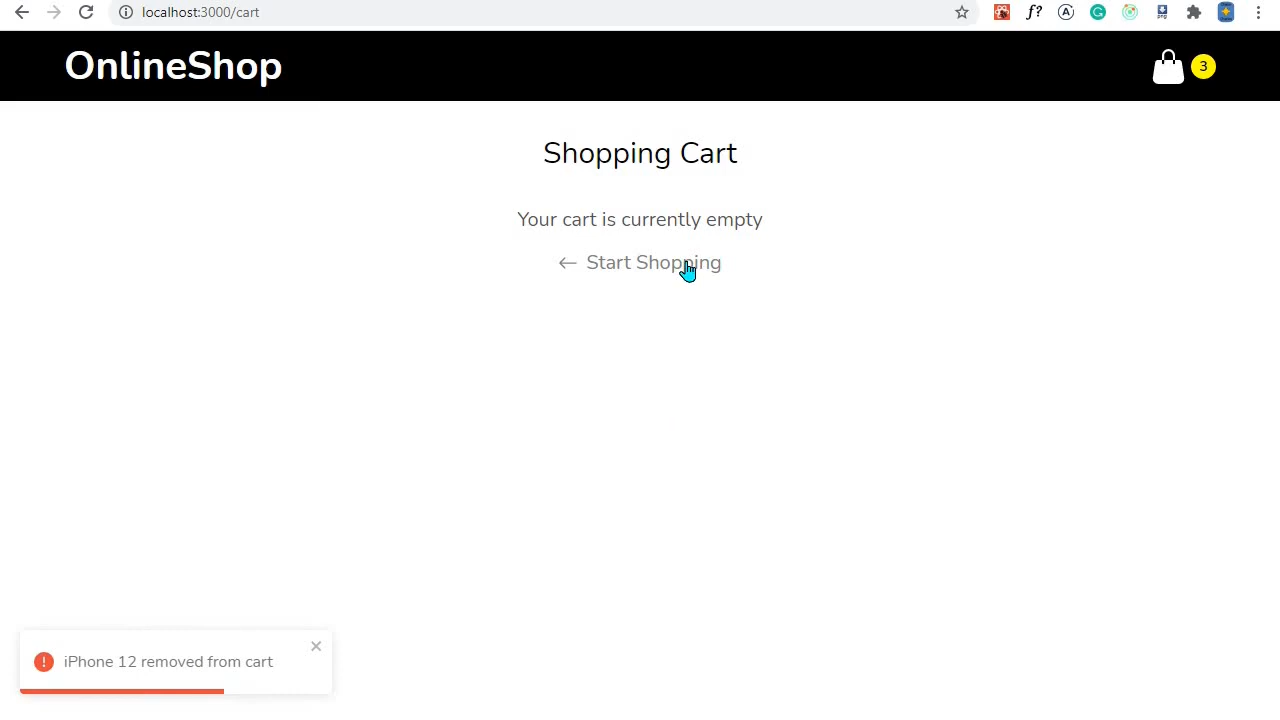 localhost:3000/cart
OnlineShop
3
Shopping Cart
Your cart is currently empty
← Start Shopping
iPhone 12 removed from cart